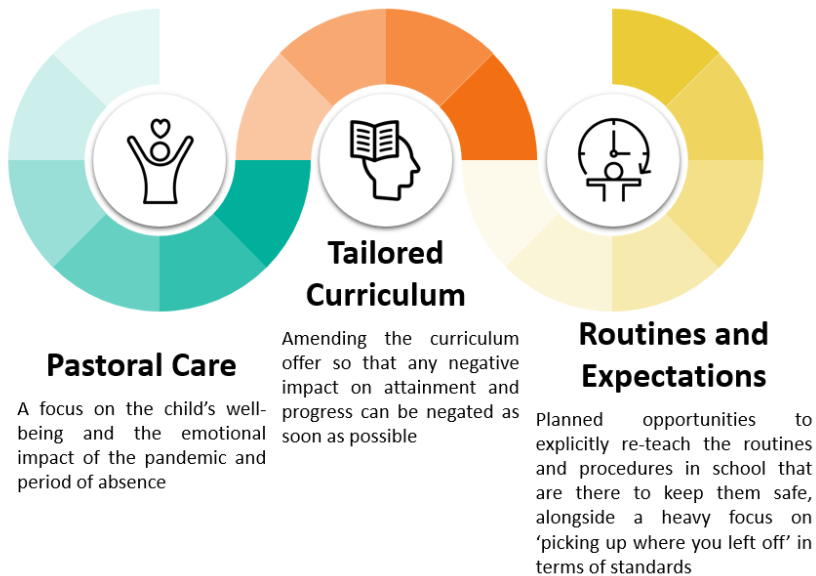 Pastoral Care
A focus on the child’s well-
being and the emotional
impact of the pandemic and
period of absence
Tailored
Curriculum
Amending the curriculum
offer so that any negative
impact on attainment and
progress can be negated as
soon as possible
Routines and
Expectations
Planned opportunities to
explicitly re-teach the routines
and procedures in school that
are there to keep them safe,
alongside a heavy focus on
‘picking up where you left off’ in
terms of standards